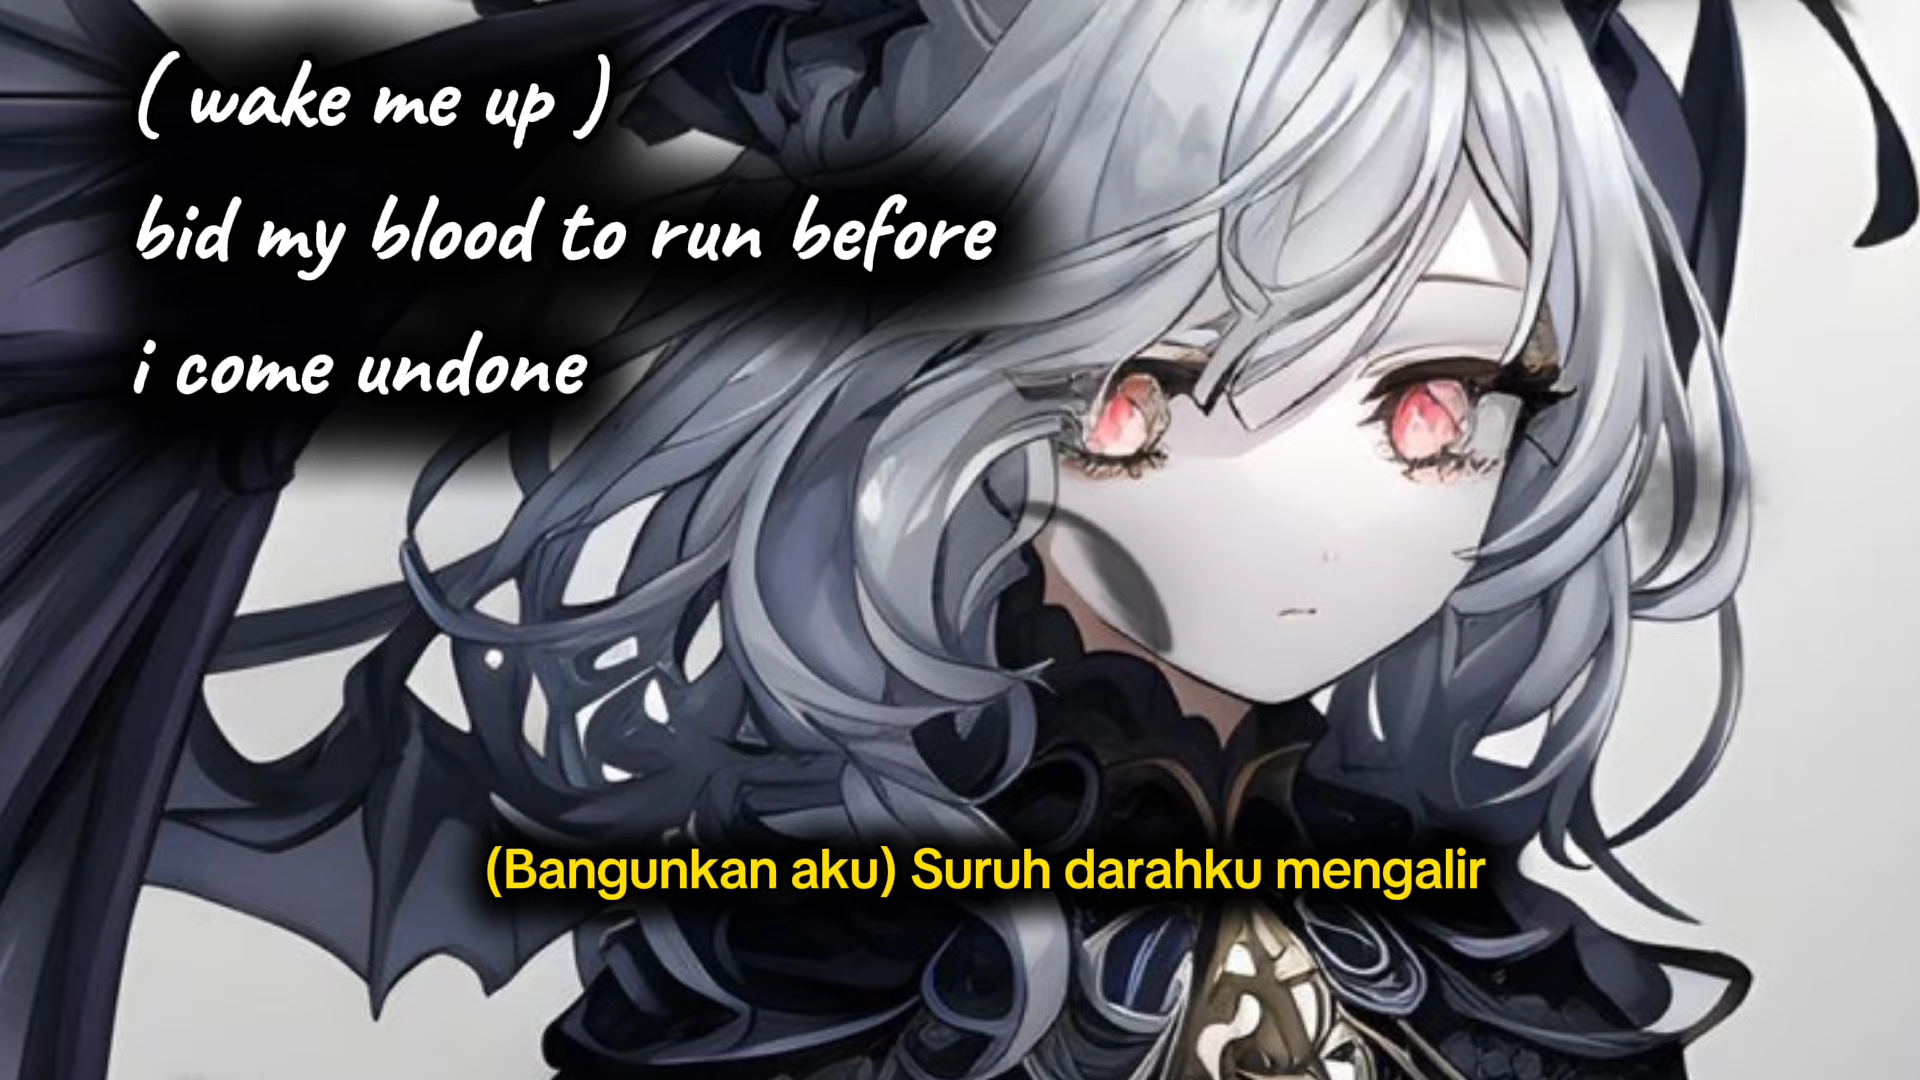 ( wake me up )
bid my blood to run before
i come undone
(Bangunkan aku) Suruh darahku mengalir